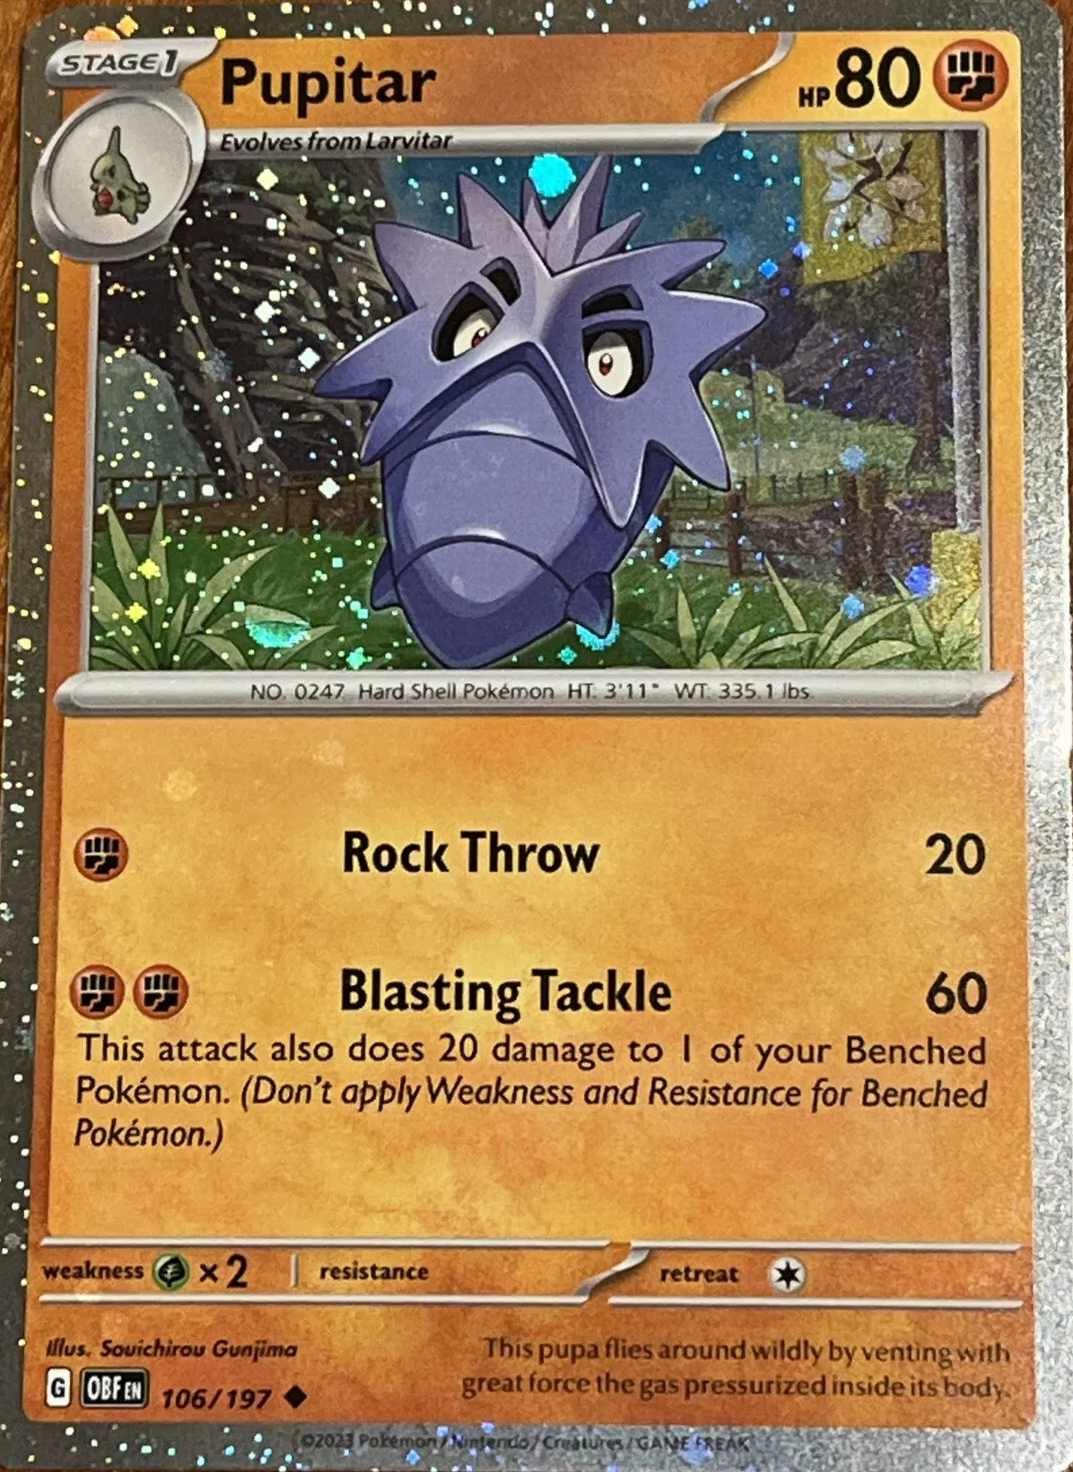 STAGE1
Pupitar
HP80
Evolves from Larvitar
NO. 0247 Hard Shell Pokémon HT: 3'11" WT: 335.1 lbs.
Rock Throw 20
Blasting Tackle 60
This attack also does 20 damage to 1 of your Benched
Pokémon. (Don't apply Weakness and Resistance for Benched
Pokémon.)
weakness ×2 resistance retreat
Illus. Souichirou Gunjima
This pupa flies around wildly by venting with
great force the gas pressurized inside its body.
G OBF EN 106/197
©2023 Pokémon / Nintendo / Creatures / GAME FREAK